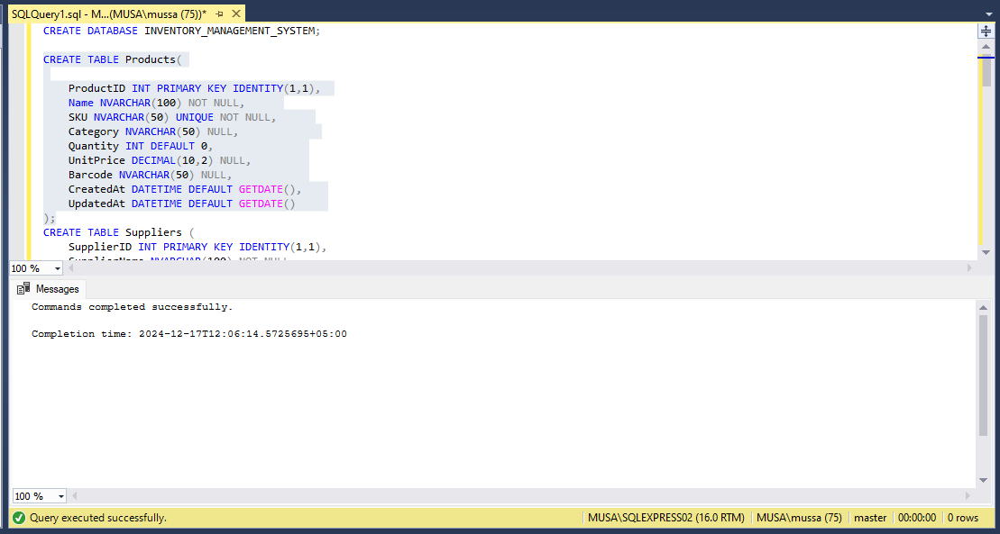 SQLQuery1.sql - M...(MUSA\mussa (75))*
CREATE DATABASE INVENTORY_MANAGEMENT_SYSTEM;
CREATE TABLE Products(
ProductID INT PRIMARY KEY IDENTITY(1,1),
Name NVARCHAR(100) NOT NULL,
SKU NVARCHAR(50) UNIQUE NOT NULL,
Category NVARCHAR(50) NULL,
Quantity INT DEFAULT 0,
UnitPrice DECIMAL(10,2) NULL,
Barcode NVARCHAR(50) NULL,
CreatedAt DATETIME DEFAULT GETDATE(),
UpdatedAt DATETIME DEFAULT GETDATE()
);
CREATE TABLE Suppliers (
SupplierID INT PRIMARY KEY IDENTITY(1,1),
SupplierName NVARCHAR(100) NOT NULL
100 %
Messages
Commands completed successfully.
Completion time: 2024-12-17T12:06:14.5725695+05:00
100 %
Query executed successfully. MUSA\SQLEXPRESS02 (16.0 RTM) MUSA\mussa (75) master 00:00:00 0 rows